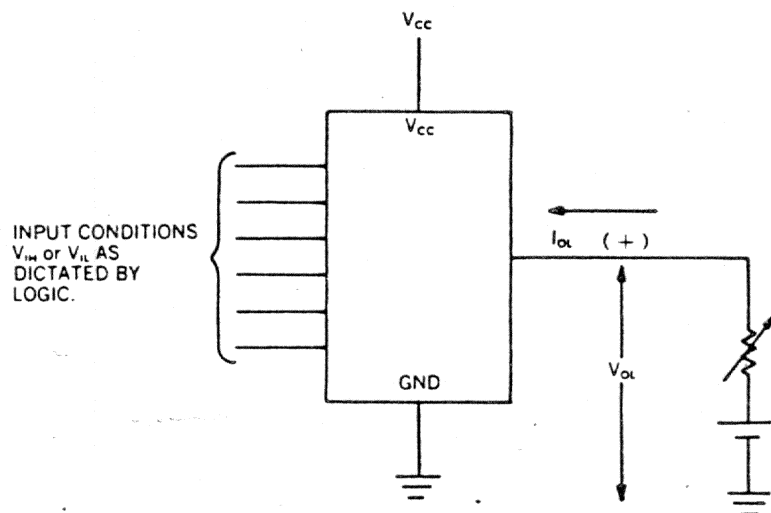 Vcc
Vcc
INPUT CONDITIONS
VIH or VIL AS
DICTATED BY
LOGIC.
IOL (+)
VOL
GND